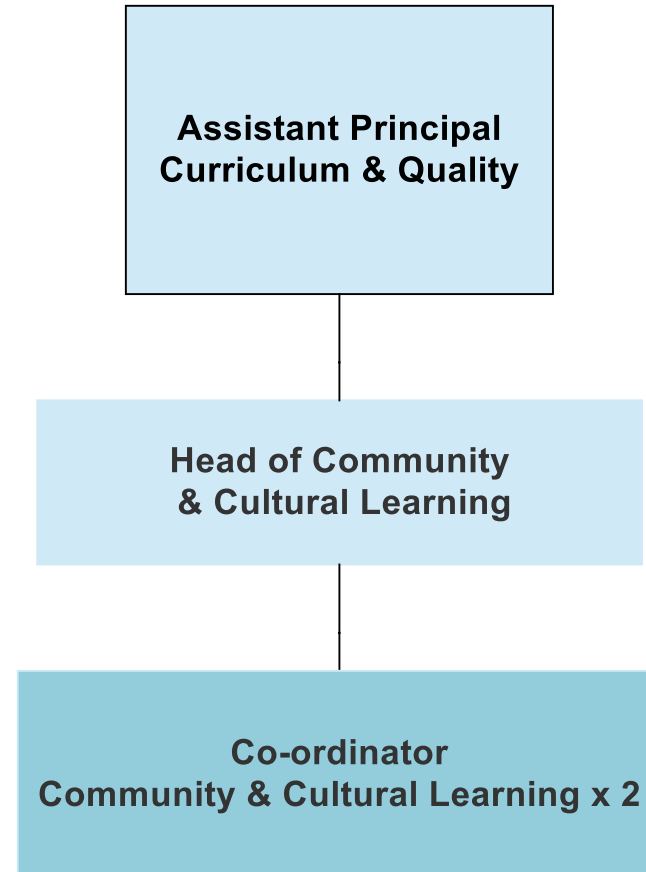 Assistant Principal
Curriculum & Quality
Head of Community
& Cultural Learning
Co-ordinator
Community & Cultural Learning x 2